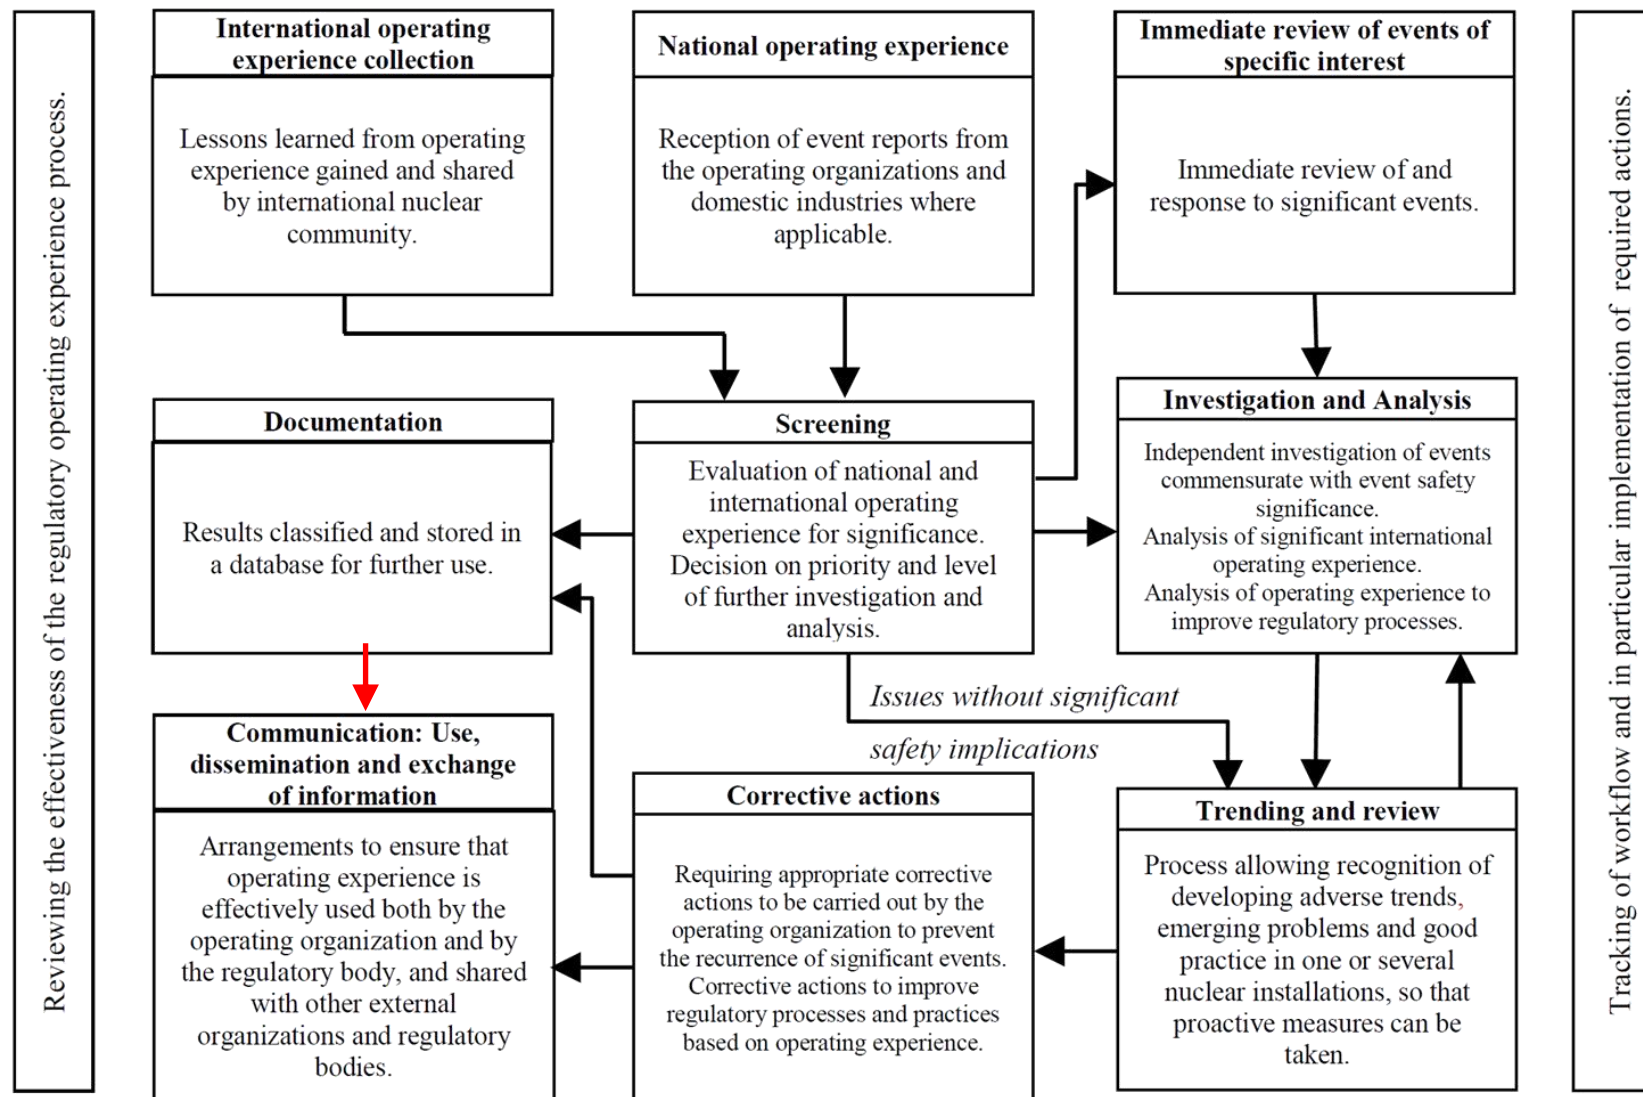 Reviewing the effectiveness of the regulatory operating experience process.
International operating
experience collection
Lessons learned from operating
experience gained and shared
by international nuclear
community.
National operating experience
Reception of event reports from
the operating organizations and
domestic industries where
applicable.
Immediate review of events of
specific interest
Immediate review of and
response to significant events.
Documentation
Results classified and stored in
a database for further use.
Screening
Evaluation of national and
international operating
experience for significance.
Decision on priority and level
of further investigation and
analysis.
Investigation and Analysis
Independent investigation of events
commensurate with event safety
significance.
Analysis of significant international
operating experience.
Analysis of operating experience to
improve regulatory processes.
Issues without significant
safety implications
Communication: Use,
dissemination and exchange
of information
Arrangements to ensure that
operating experience is
effectively used both by the
operating organization and by
the regulatory body, and shared
with other external
organizations and regulatory
bodies.
Corrective actions
Requiring appropriate corrective
actions to be carried out by the
operating organization to prevent
the recurrence of significant events.
Corrective actions to improve
regulatory processes and practices
based on operating experience.
Trending and review
Process allowing recognition of
developing adverse trends,
emerging problems and good
practice in one or several
nuclear installations, so that
proactive measures can be
taken.
Tracking of workflow and in particular implementation of required actions.